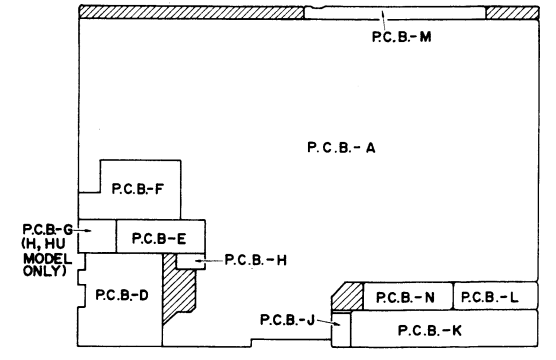 P.C.B.-M
P.C.B.-A
P.C.B.-F
P.C.B.-G
(H, HU
MODEL
ONLY)
P.C.B-E
P.C.B.-H
P.C.B.-D
P.C.B.-N
P.C.B.-L
P.C.B.-J
P.C.B.-K